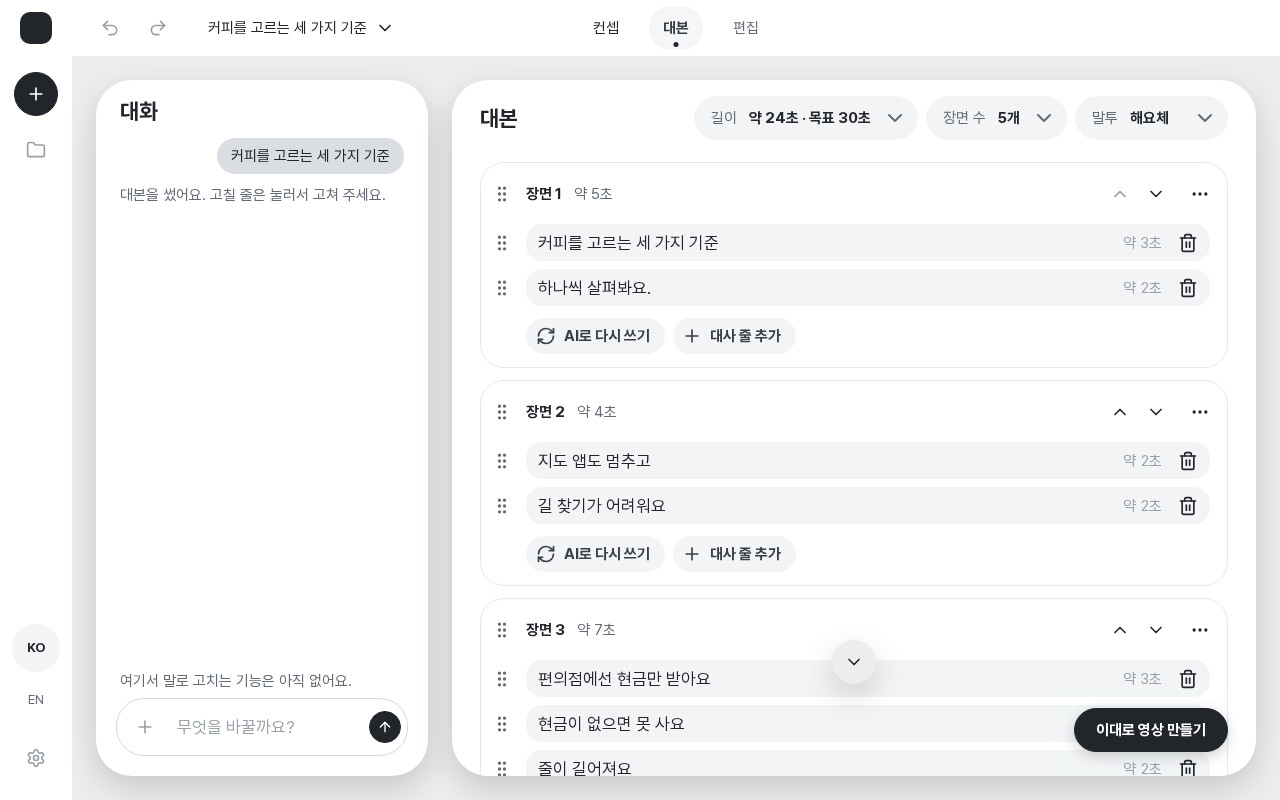 커피를 고르는 세 가지 기준
컨셉
대본
편집
대화
커피를 고르는 세 가지 기준
대본을 썼어요. 고칠 줄은 눌러서 고쳐 주세요.
여기서 말로 고치는 기능은 아직 없어요.
무엇을 바꿀까요?
KO
EN
대본
길이 약 24초 · 목표 30초
장면 수 5개
말투 해요체
장면 1 약 5초
커피를 고르는 세 가지 기준 약 3초
하나씩 살펴봐요. 약 2초
AI로 다시 쓰기
대사 줄 추가
장면 2 약 4초
지도 앱도 멈추고 약 2초
길 찾기가 어려워요 약 2초
AI로 다시 쓰기
대사 줄 추가
장면 3 약 7초
편의점에선 현금만 받아요 약 3초
현금이 없으면 못 사요
이대로 영상 만들기
줄이 길어져요 약 2초